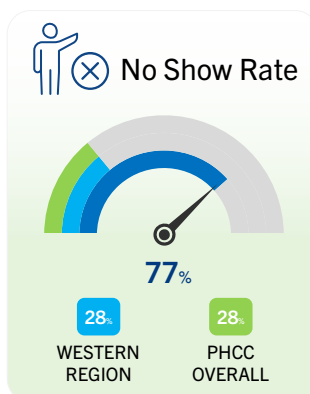 No Show Rate
77%
28% 28%
WESTERN PHCC
REGION OVERALL